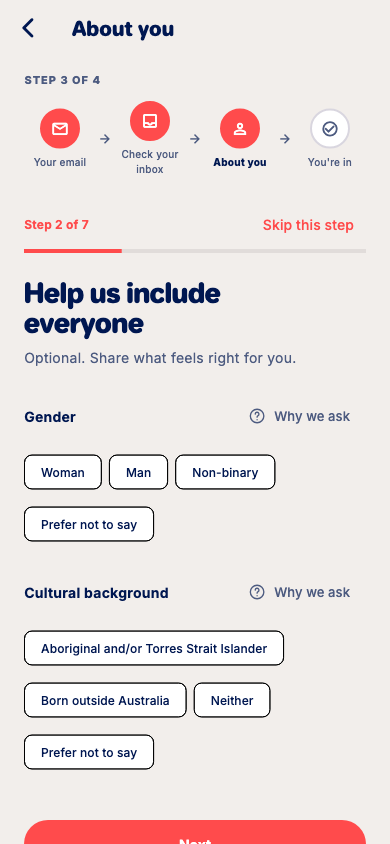 About you
STEP 3 OF 4
Your email
Check your
inbox
About you
You're in
Step 2 of 7
Skip this step
Help us include
everyone
Optional. Share what feels right for you.
Gender
Why we ask
Woman
Man
Non-binary
Prefer not to say
Cultural background
Why we ask
Aboriginal and/or Torres Strait Islander
Born outside Australia
Neither
Prefer not to say
Next